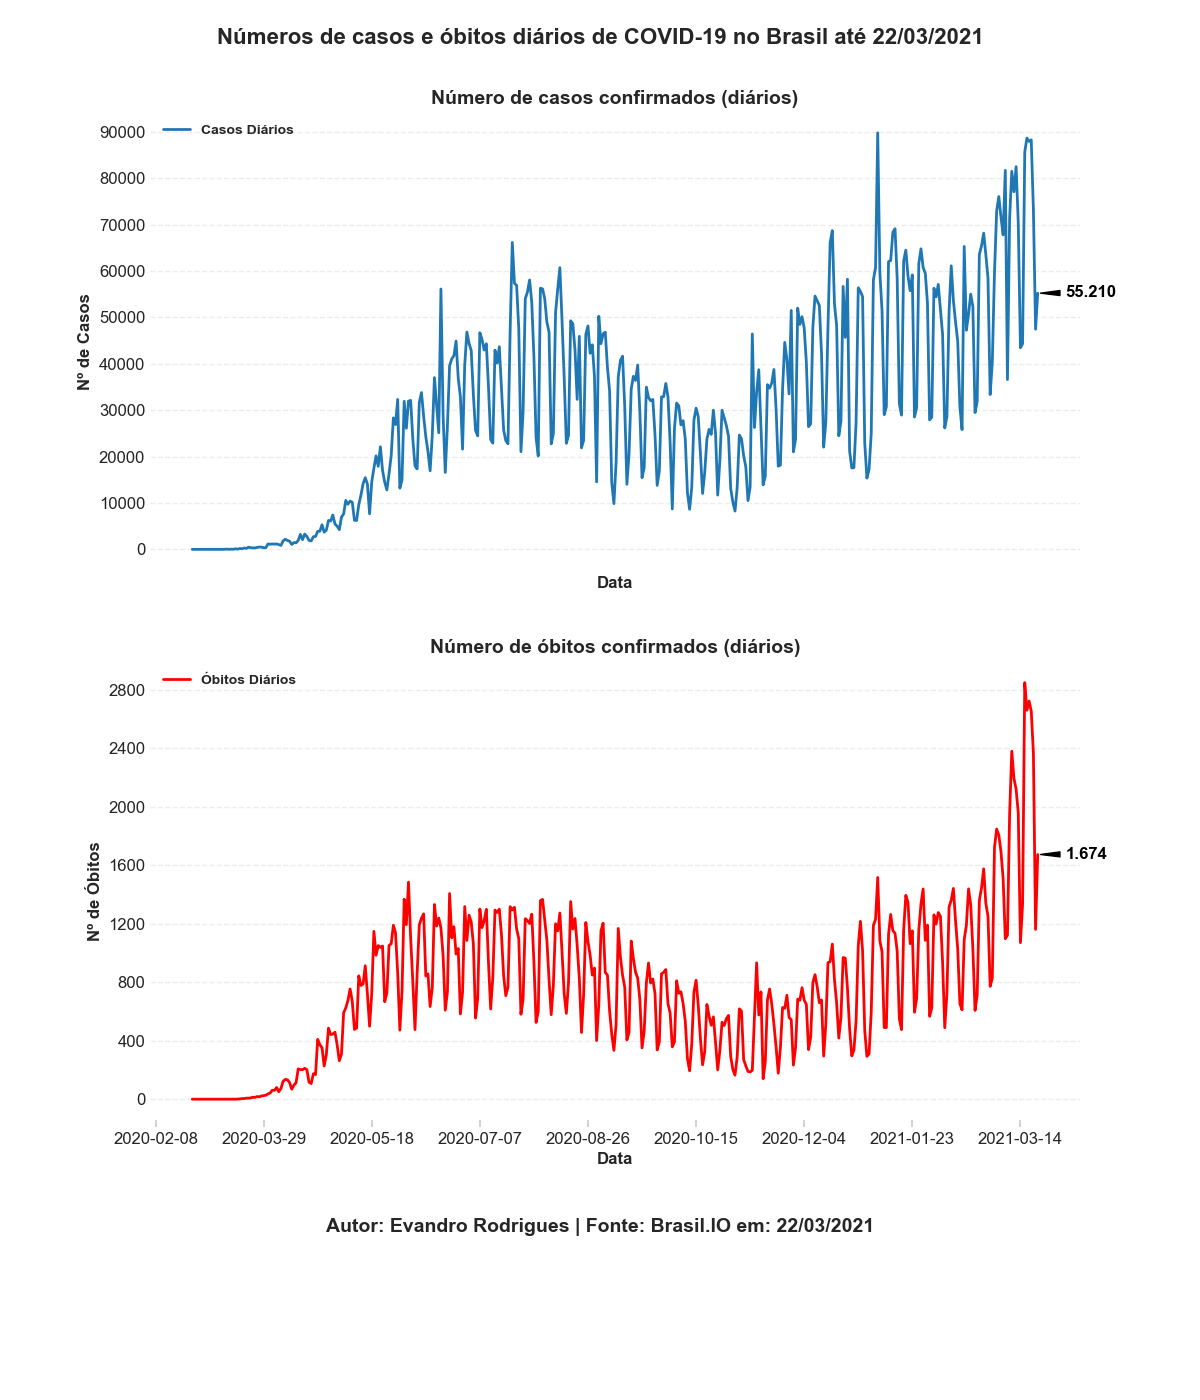 Números de casos e óbitos diários de COVID-19 no Brasil até 22/03/2021
Número de casos confirmados (diários)
Casos Diários
90000
80000
70000
60000
50000
40000
30000
20000
10000
0
Nº de Casos
55.210
Data
Número de óbitos confirmados (diários)
Óbitos Diários
2800
2400
2000
1600
1200
800
400
0
Nº de Óbitos
1.674
2020-02-08 2020-03-29 2020-05-18 2020-07-07 2020-08-26 2020-10-15 2020-12-04 2021-01-23 2021-03-14
Data
Autor: Evandro Rodrigues | Fonte: Brasil.IO em: 22/03/2021